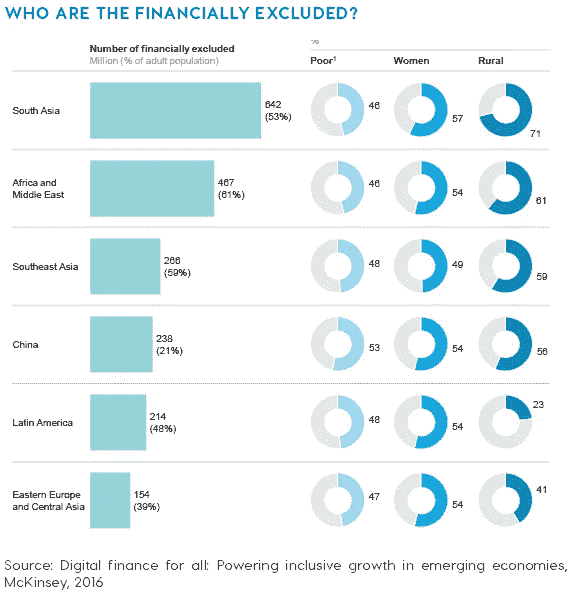 WHO ARE THE FINANCIALLY EXCLUDED?
Number of financially excluded
Million (% of adult population)
%
Poor¹
Women
Rural
South Asia
642
(53%)
46
57
71
Africa and
Middle East
467
(61%)
46
54
61
Southeast Asia
266
(59%)
48
49
59
China
238
(21%)
53
54
56
Latin America
214
(48%)
48
54
23
Eastern Europe
and Central Asia
154
(39%)
47
54
41
Source: Digital finance for all: Powering inclusive growth in emerging economies,
McKinsey, 2016